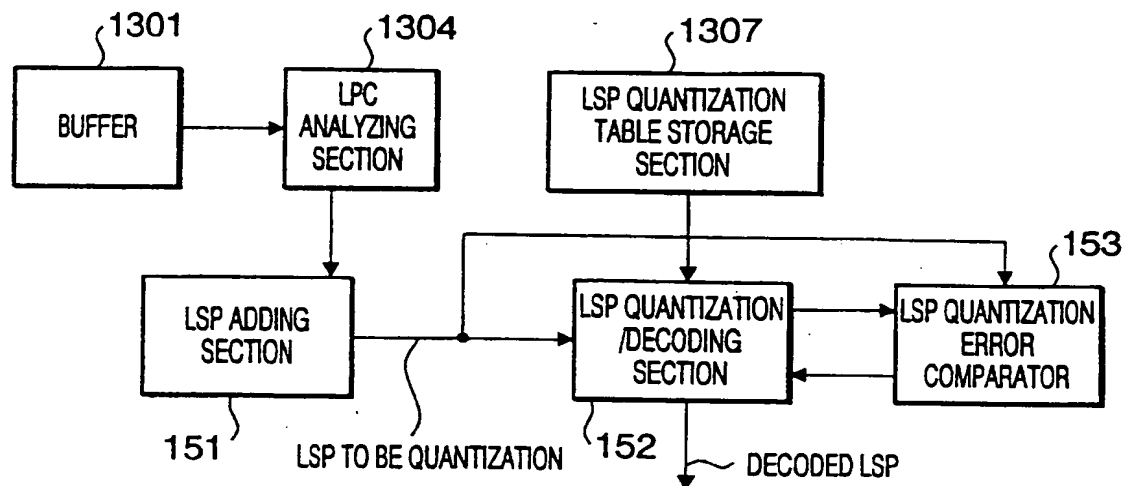 1301
1304
1307
BUFFER
LPC
ANALYZING
SECTION
LSP QUANTIZATION
TABLE STORAGE
SECTION
153
LSP ADDING
SECTION
LSP QUANTIZATION
/DECODING
SECTION
LSP QUANTIZATION
ERROR
COMPARATOR
151
LSP TO BE QUANTIZATION
152
DECODED LSP